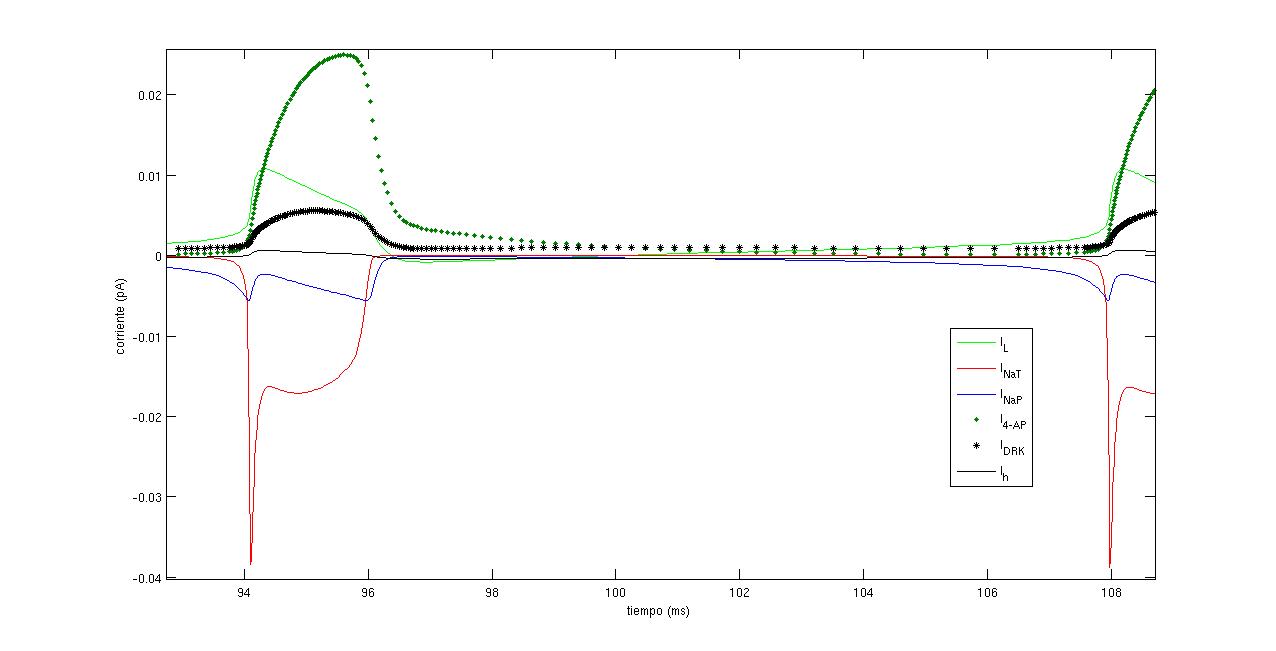 0.02
0.01
0
-0.01
-0.02
-0.03
-0.04
corriente (pA)
94 96 98 100 102 104 106 108
tiempo (ms)
I_L
I_NaT
I_NaP
I_4-AP
I_DRK
I_h